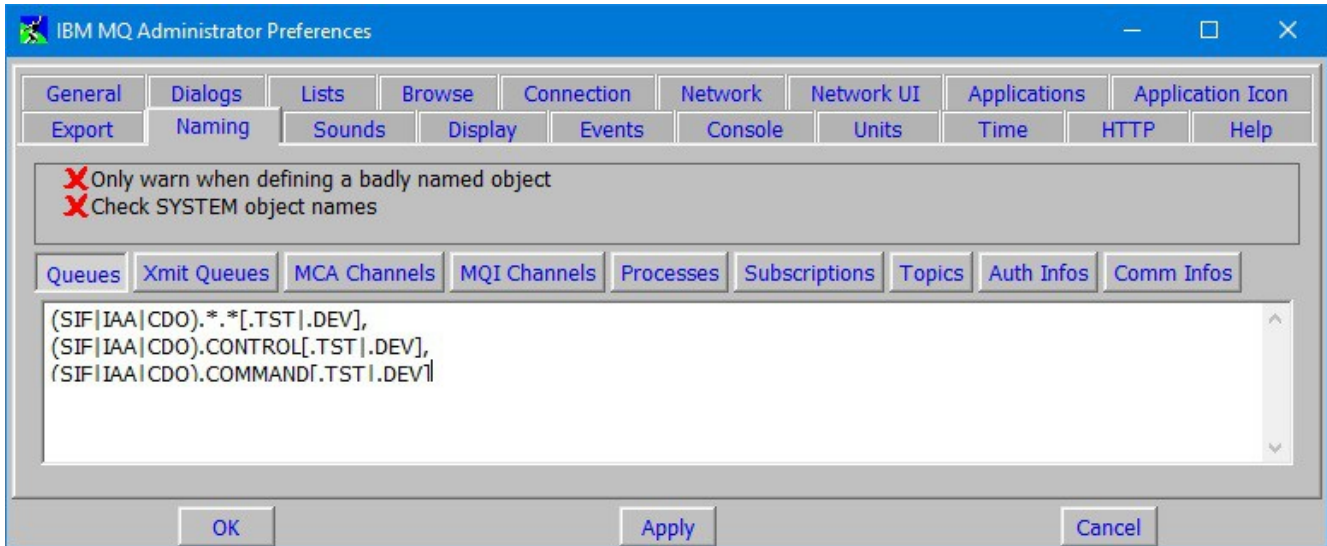 IBM MQ Administrator Preferences
General Dialogs Lists Browse Connection Network Network UI Applications Application Icon
Export Naming Sounds Display Events Console Units Time HTTP Help
Only warn when defining a badly named object
Check SYSTEM object names
Queues Xmit Queues MCA Channels MQI Channels Processes Subscriptions Topics Auth Infos Comm Infos
(SIF|IAA|CDO).*.*[.TST|.DEV],
(SIF|IAA|CDO).CONTROL[.TST|.DEV],
(SIF|IAA|CDO).COMMAND[.TST|.DEV]
OK Apply Cancel